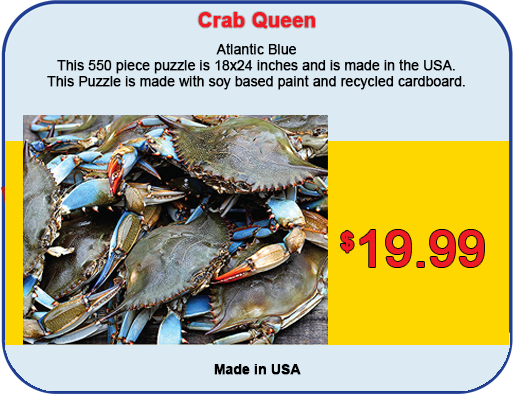 Crab Queen
Atlantic Blue
This 550 piece puzzle is 18x24 inches and is made in the USA.
This Puzzle is made with soy based paint and recycled cardboard.
$19.99
Made in USA